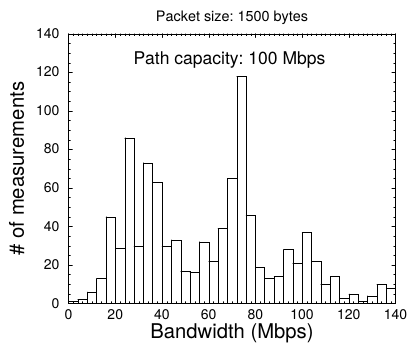 Packet size: 1500 bytes
Path capacity: 100 Mbps
# of measurements
140
120
100
80
60
40
20
0
0 20 40 60 80 100 120 140
Bandwidth (Mbps)